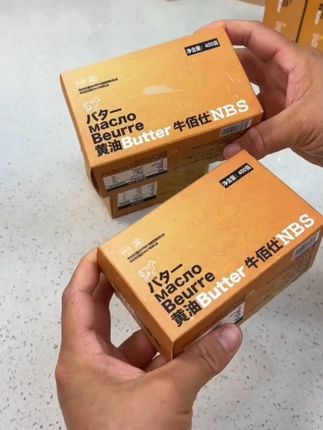 净含量：400克
バター
масло
Beurre
黄油Butter 牛佰仕NBS
净含量：400克
バター
масло
Beurre
黄油Butter 牛佰仕NBS